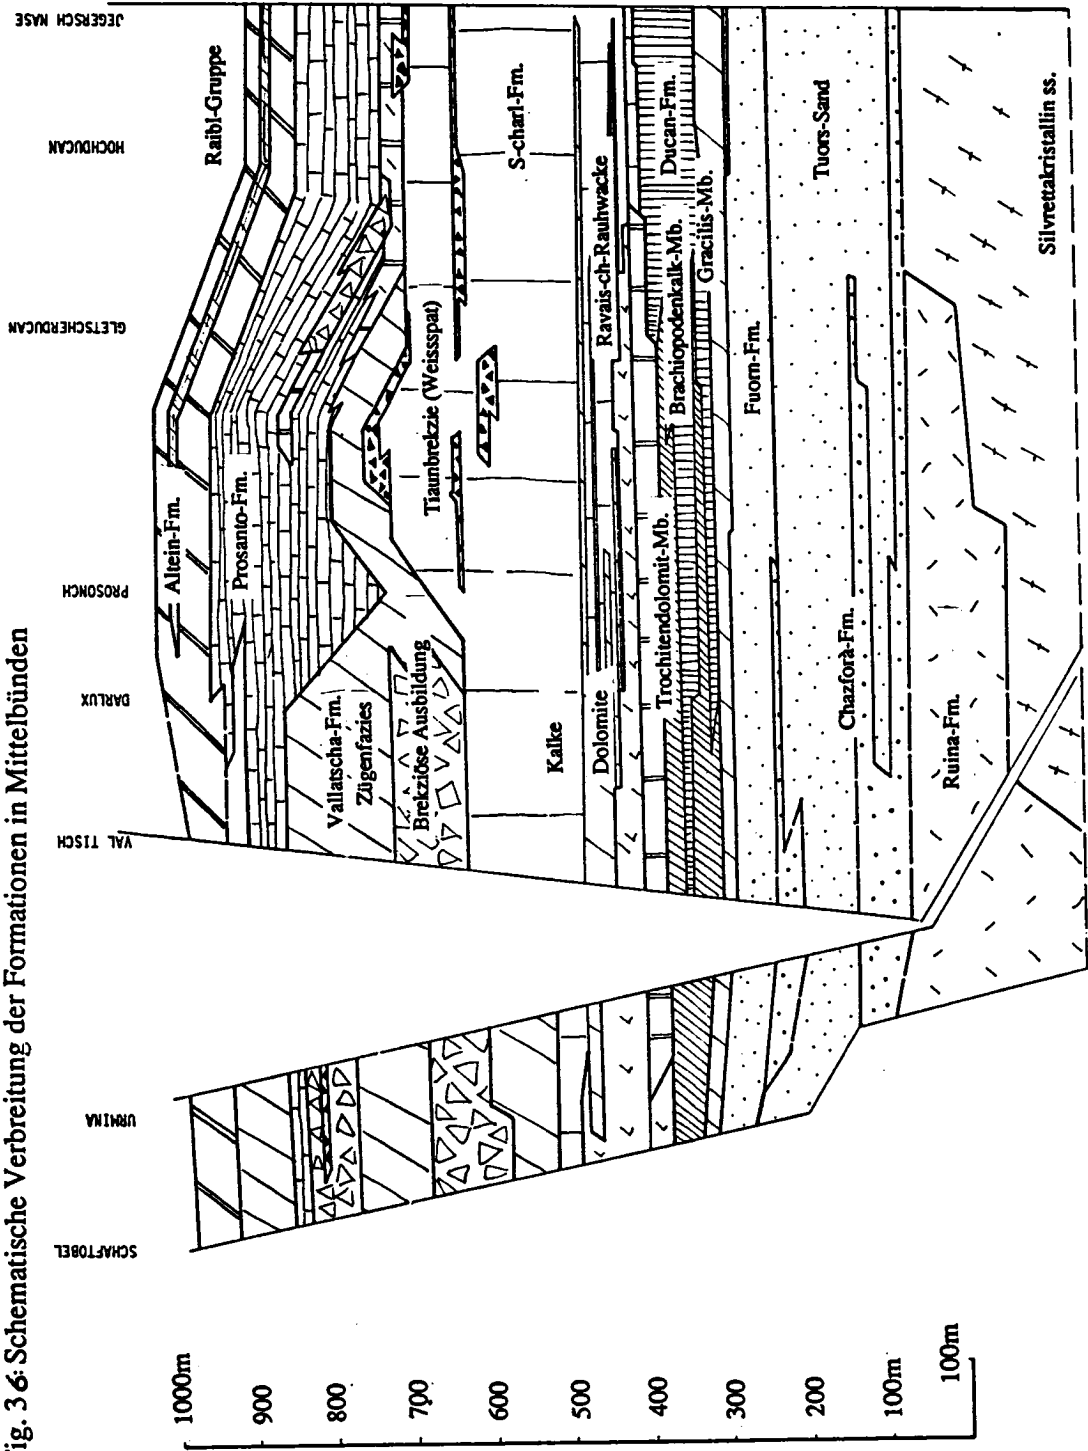 ig. 36: Schematische Verbreitung der Formationen in Mittelbünden
SCHAFTOBEL
URMINA
VAL TISCH
DARLUX
PROSONCH
GLETSCHERDUCAN
HOCHDUCAN
JEGERSCH NASE
1000m
900
800
700
600
500
400
300
200
100m
100m
Raibl-Gruppe
Altein-Fm.
Prosanto-Fm.
Vallatscha-Fm.
Zügenfazies
Brekziöse Ausbildung
Tiaunbrekzie (Weissspat)
S-charl-Fm.
Kalke
Dolomite
Ravais-ch-Rauhwacke
Ducan-Fm.
Trochitendolomit-Mb.
Brachiopodenkalk-Mb.
Gracilis-Mb.
Fuorn-Fm.
Tuors-Sand
Chazforà-Fm.
Ruina-Fm.
Silvrettakristallin ss.